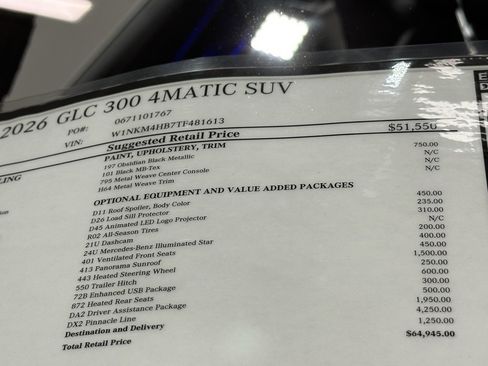 2026 GLC 300 4MATIC SUV
PO#: 0671101767
VIN: W1NKM4HB7TF481613
Suggested Retail Price $51,550
PAINT, UPHOLSTERY, TRIM
197 Obsidian Black Metallic 750.00
101 Black MB-Tex N/C
795 Metal Weave Center Console N/C
H64 Metal Weave Trim N/C
OPTIONAL EQUIPMENT AND VALUE ADDED PACKAGES
D11 Roof Spoiler, Body Color 450.00
D26 Load Sill Protector 235.00
D45 Animated LED Logo Projector 310.00
R02 All-Season Tires N/C
21U Dashcam 200.00
24U Mercedes-Benz Illuminated Star 400.00
401 Ventilated Front Seats 450.00
413 Panorama Sunroof 1,500.00
443 Heated Steering Wheel 250.00
550 Trailer Hitch 600.00
72B Enhanced USB Package 300.00
872 Heated Rear Seats 500.00
DA2 Driver Assistance Package 1,950.00
DX2 Pinnacle Line 4,250.00
Destination and Delivery 1,250.00
Total Retail Price $64,945.00